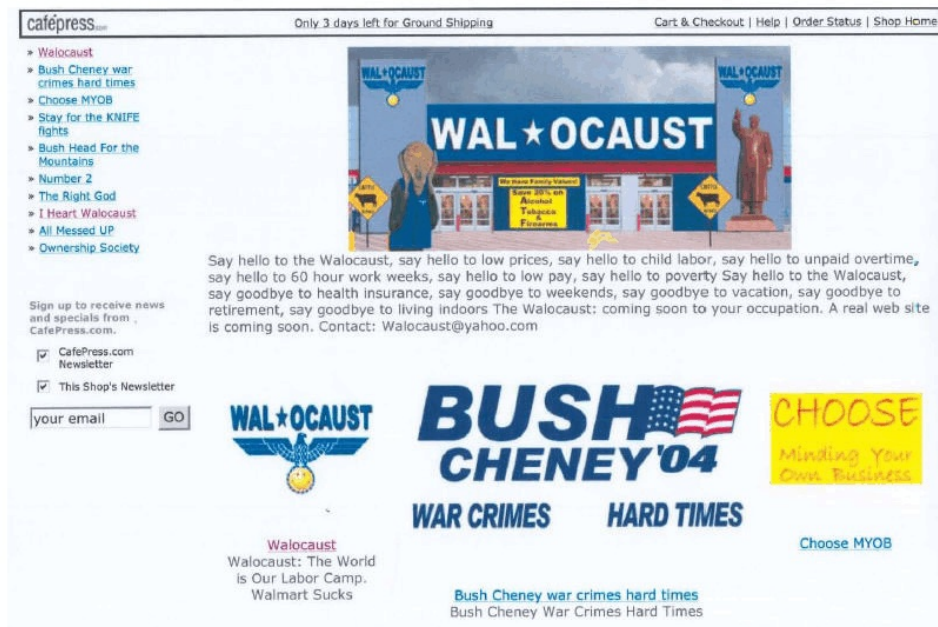 cafépress.com
Only 3 days left for Ground Shipping
Cart & Checkout | Help | Order Status | Shop Home
» Walocaust
» Bush Cheney war
crimes hard times
» Choose MYOB
» Stay for the KNIFE
fights
» Bush Head For the
Mountains
» Number 2
» The Right God
» I Heart Walocaust
» All Messed UP
» Ownership Society
Sign up to receive news
and specials from
CafePress.com.
CafePress.com
Newsletter
This Shop's Newsletter
your email
GO
WAL★OCAUST
WAL★OCAUST
WAL★OCAUST
We Have Family Values!
Save 20% on
Alcohol
Tobacco
&
Firearms
Say hello to the Walocaust, say hello to low prices, say hello to child labor, say hello to unpaid overtime,
say hello to 60 hour work weeks, say hello to low pay, say hello to poverty Say hello to the Walocaust,
say goodbye to health insurance, say goodbye to weekends, say goodbye to vacation, say goodbye to
retirement, say goodbye to living indoors The Walocaust: coming soon to your occupation. A real web site
is coming soon. Contact: Walocaust@yahoo.com
WAL★OCAUST
Walocaust
Walocaust: The World
is Our Labor Camp.
Walmart Sucks
BUSH
CHENEY'04
WAR CRIMES HARD TIMES
Bush Cheney war crimes hard times
Bush Cheney War Crimes Hard Times
CHOOSE
Minding Your
Own Business
Choose MYOB